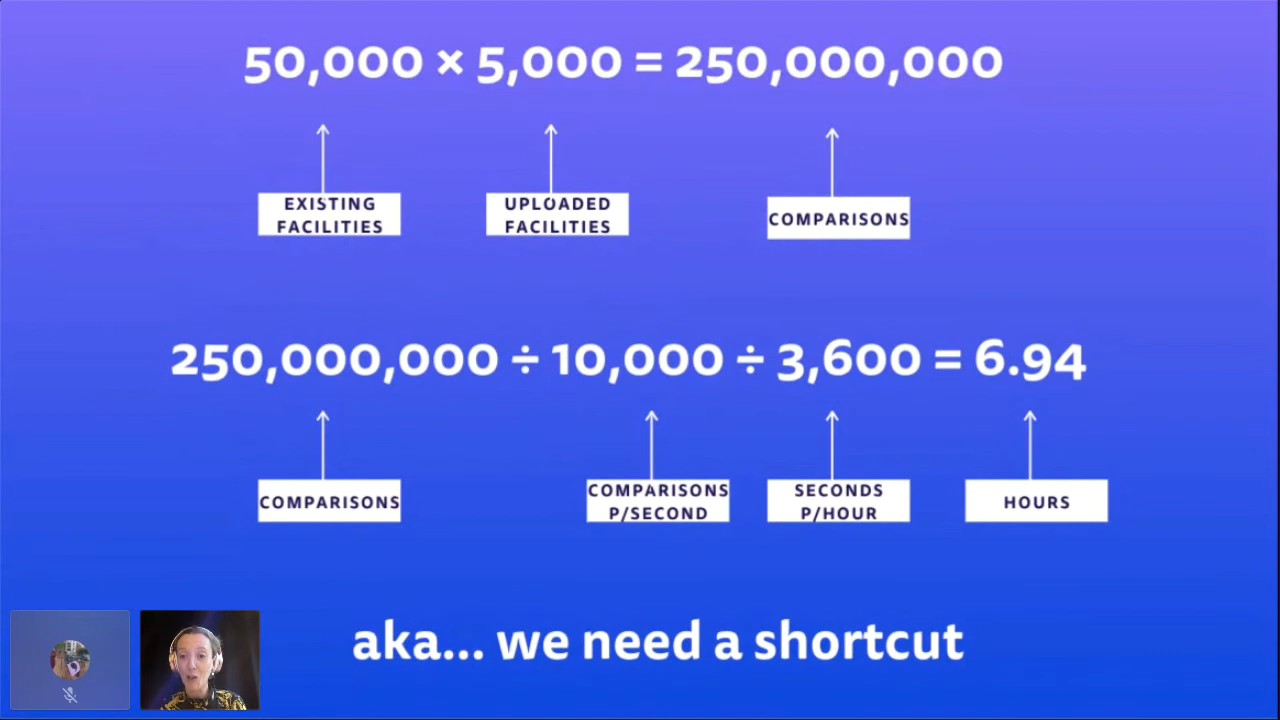 50,000 × 5,000 = 250,000,000
EXISTING
FACILITIES
UPLOADED
FACILITIES
COMPARISONS
250,000,000 ÷ 10,000 ÷ 3,600 = 6.94
COMPARISONS
COMPARISONS
P/SECOND
SECONDS
P/HOUR
HOURS
aka... we need a shortcut